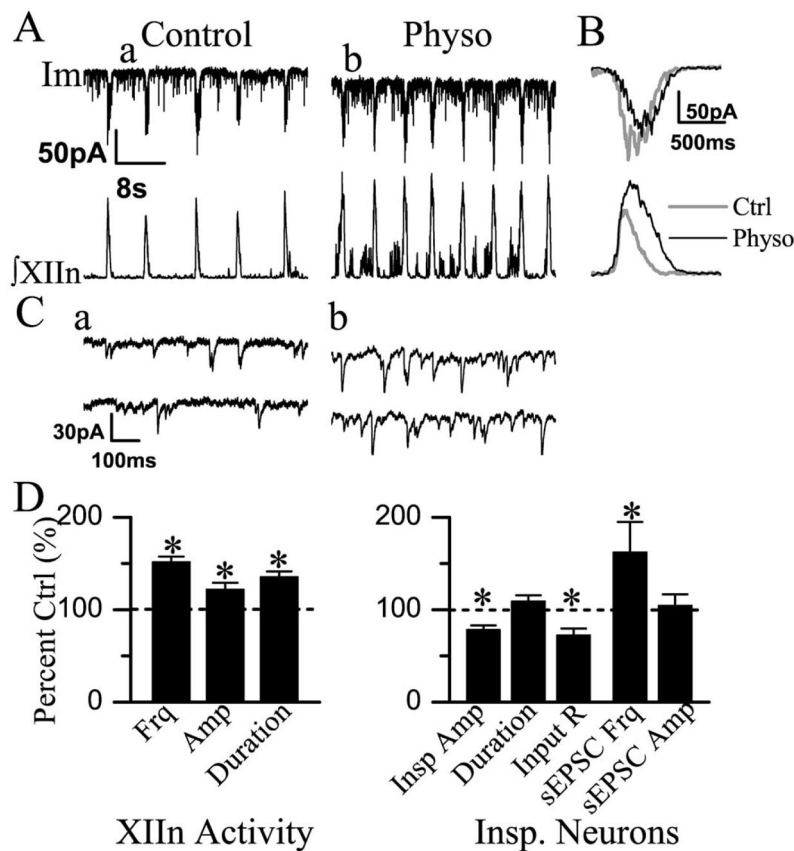 A
Control
Physo
B
a
b
Im
50pA
8s
50pA
500ms
Ctrl
Physo
∫XIIn
C
a
b
30pA
100ms
D
Percent Ctrl (%)
200
100
0
* * *
Frq
Amp
Duration
XIIn Activity
200
100
0
* * *
Insp Amp
Duration
Input R
sEPSC Frq
sEPSC Amp
Insp. Neurons